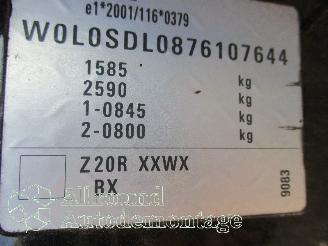 e1*2001/116*0379
W0L0SDL0876107644
1585 kg
2590 kg
1-0845 kg
2-0800 kg
Z20R XXWX
RX
9083
Allround
Autodemontage